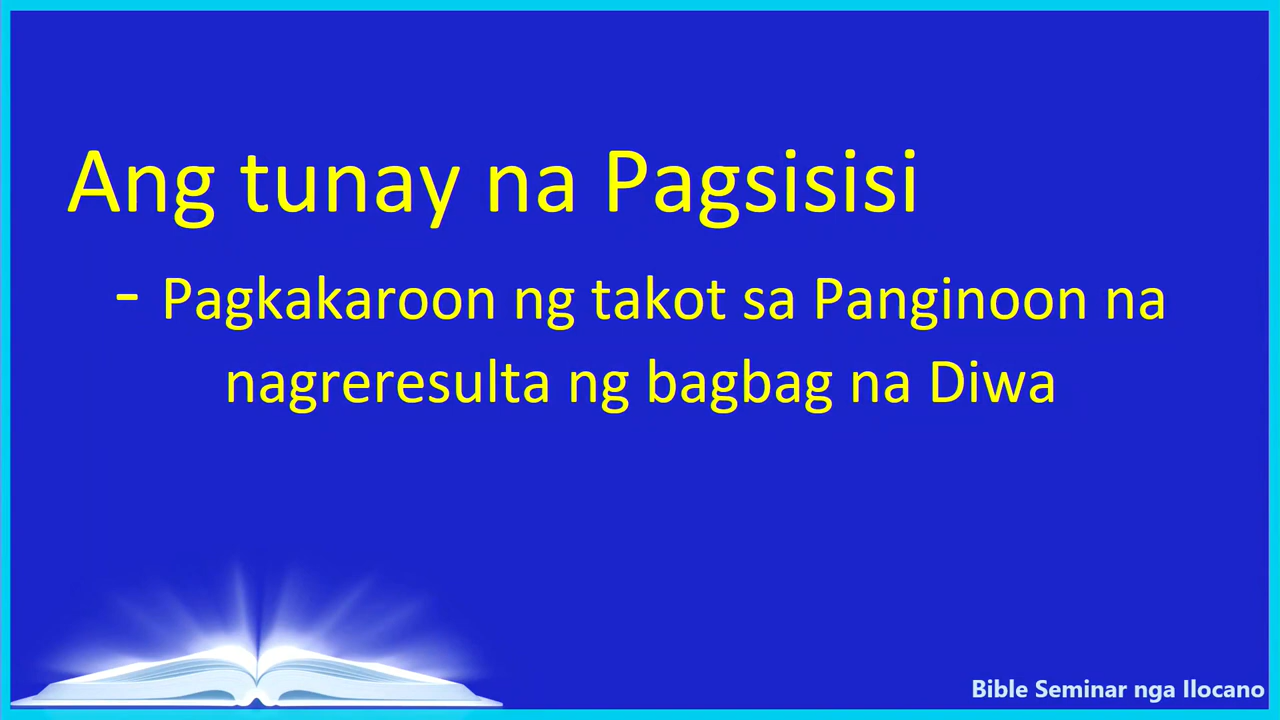 Ang tunay na Pagsisisi
- Pagkakaroon ng takot sa Panginoon na
nagreresulta ng bagbag na Diwa
Bible Seminar nga Ilocano